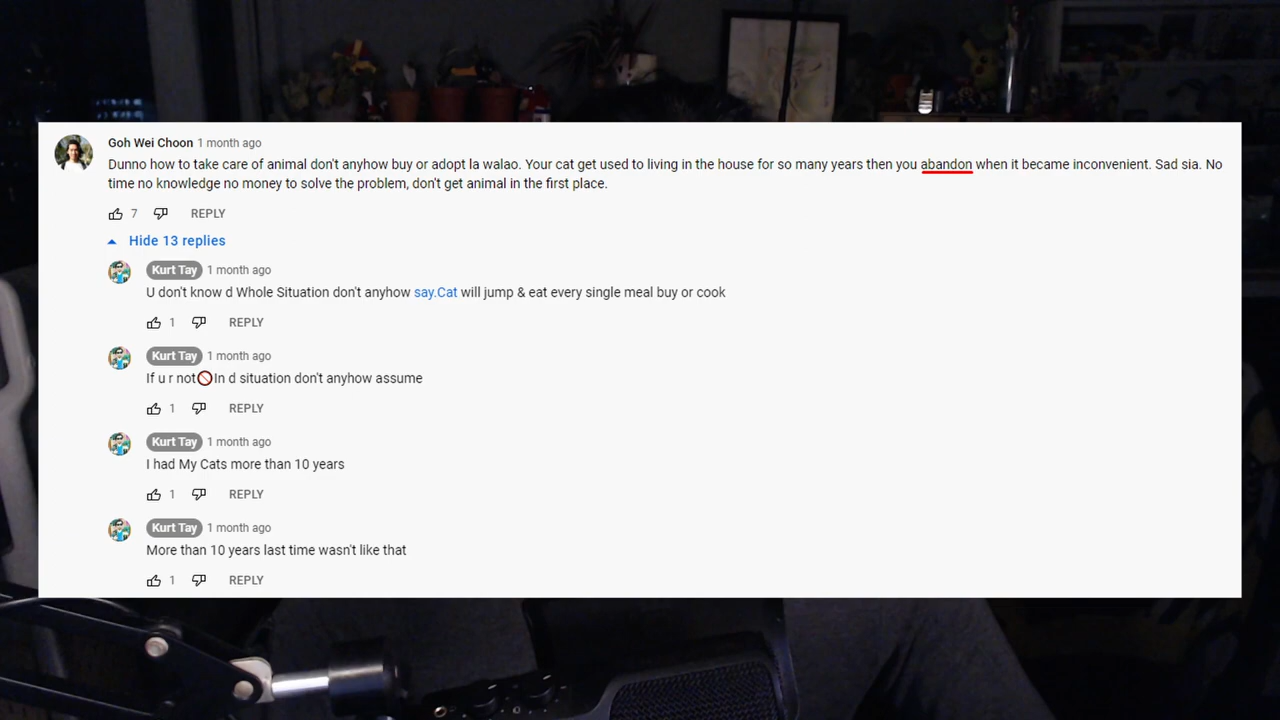 Goh Wei Choon 1 month ago
Dunno how to take care of animal don't anyhow buy or adopt la walao. Your cat get used to living in the house for so many years then you abandon when it became inconvenient. Sad sia. No
time no knowledge no money to solve the problem, don't get animal in the first place.
7 REPLY
Hide 13 replies
Kurt Tay 1 month ago
U don't know d Whole Situation don't anyhow say.Cat will jump & eat every single meal buy or cook
1 REPLY
Kurt Tay 1 month ago
If u r not🚫In d situation don't anyhow assume
1 REPLY
Kurt Tay 1 month ago
I had My Cats more than 10 years
1 REPLY
Kurt Tay 1 month ago
More than 10 years last time wasn't like that
1 REPLY